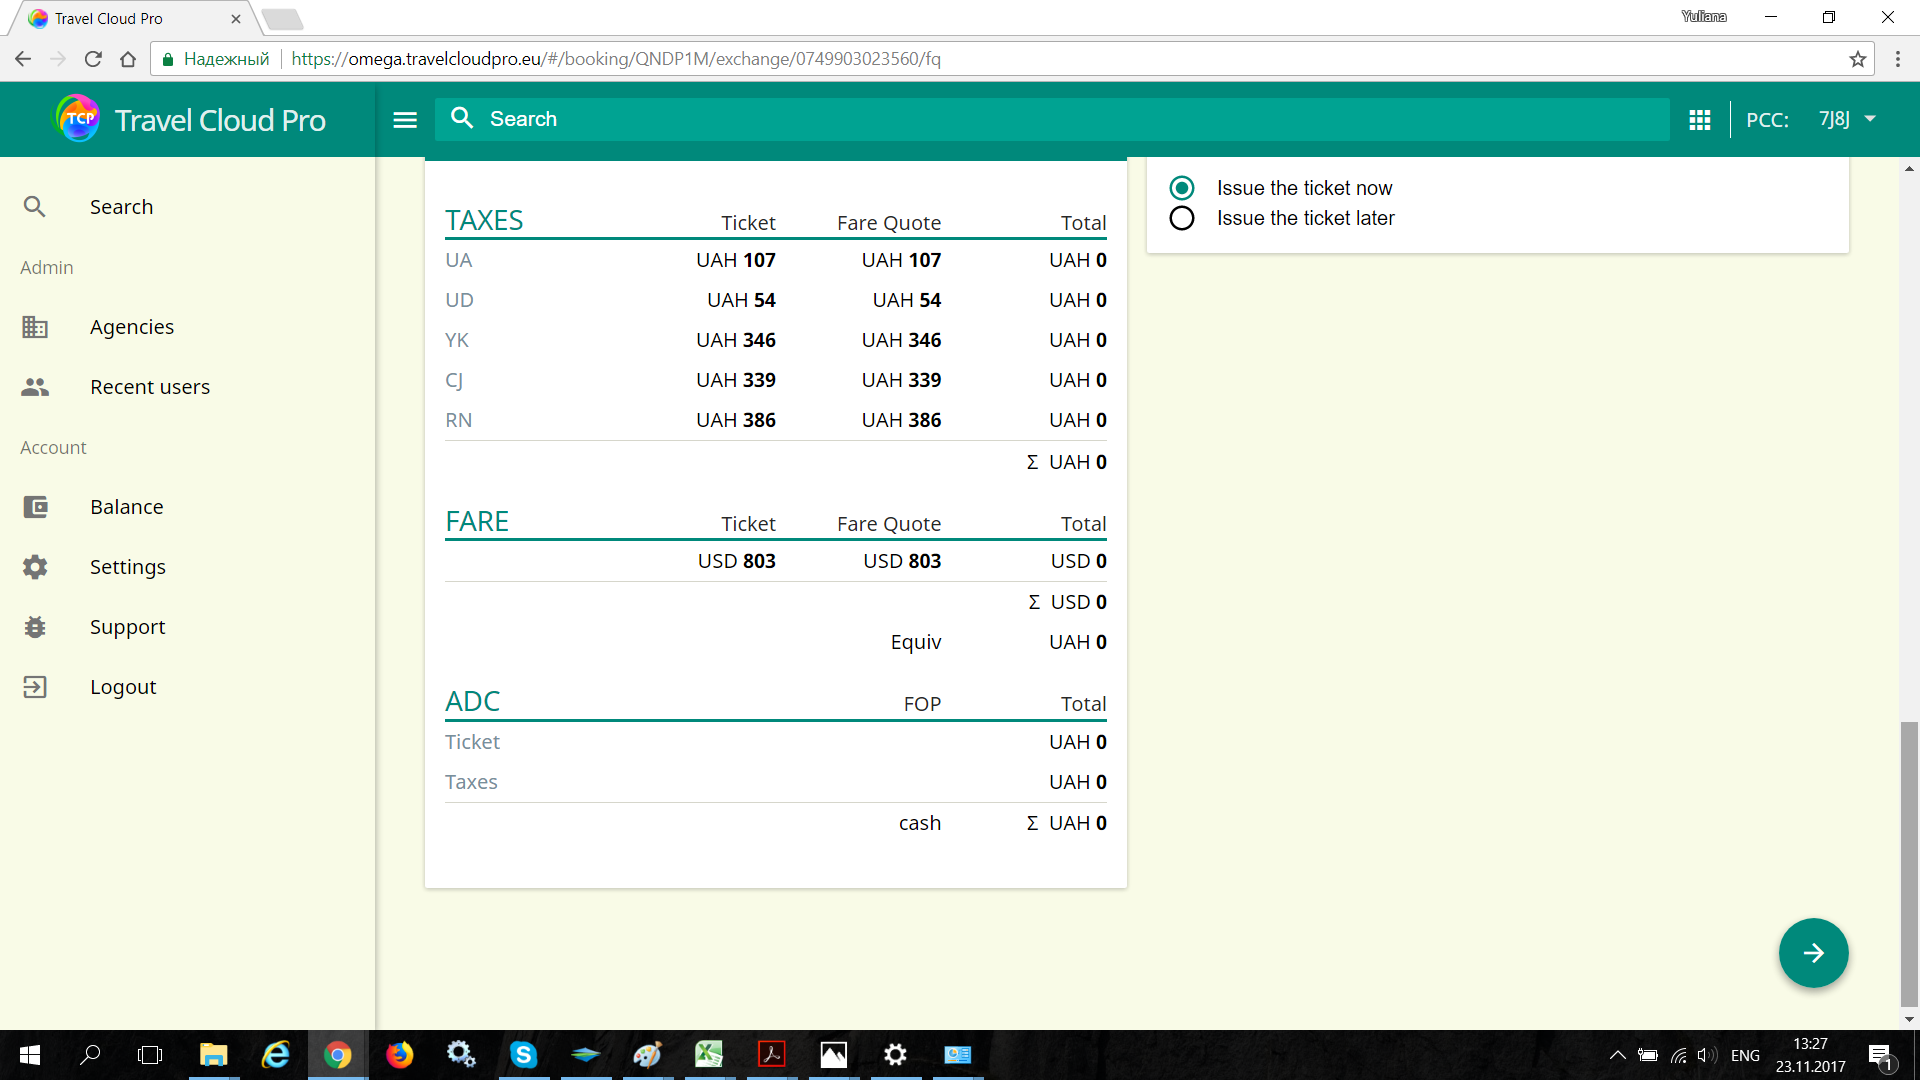 Travel Cloud Pro
Yuliana
Надежный https://omega.travelcloudpro.eu/#/booking/QNDP1M/exchange/0749903023560/fq
TCP Travel Cloud Pro
Search
PCC: 7J8J
Search
Admin
Agencies
Recent users
Account
Balance
Settings
Support
Logout
TAXES Ticket Fare Quote Total
UA UAH 107 UAH 107 UAH 0
UD UAH 54 UAH 54 UAH 0
YK UAH 346 UAH 346 UAH 0
CJ UAH 339 UAH 339 UAH 0
RN UAH 386 UAH 386 UAH 0
Σ UAH 0
FARE Ticket Fare Quote Total
USD 803 USD 803 USD 0
Σ USD 0
Equiv UAH 0
ADC FOP Total
Ticket UAH 0
Taxes UAH 0
cash Σ UAH 0
Issue the ticket now
Issue the ticket later
ENG
13:27
23.11.2017
1